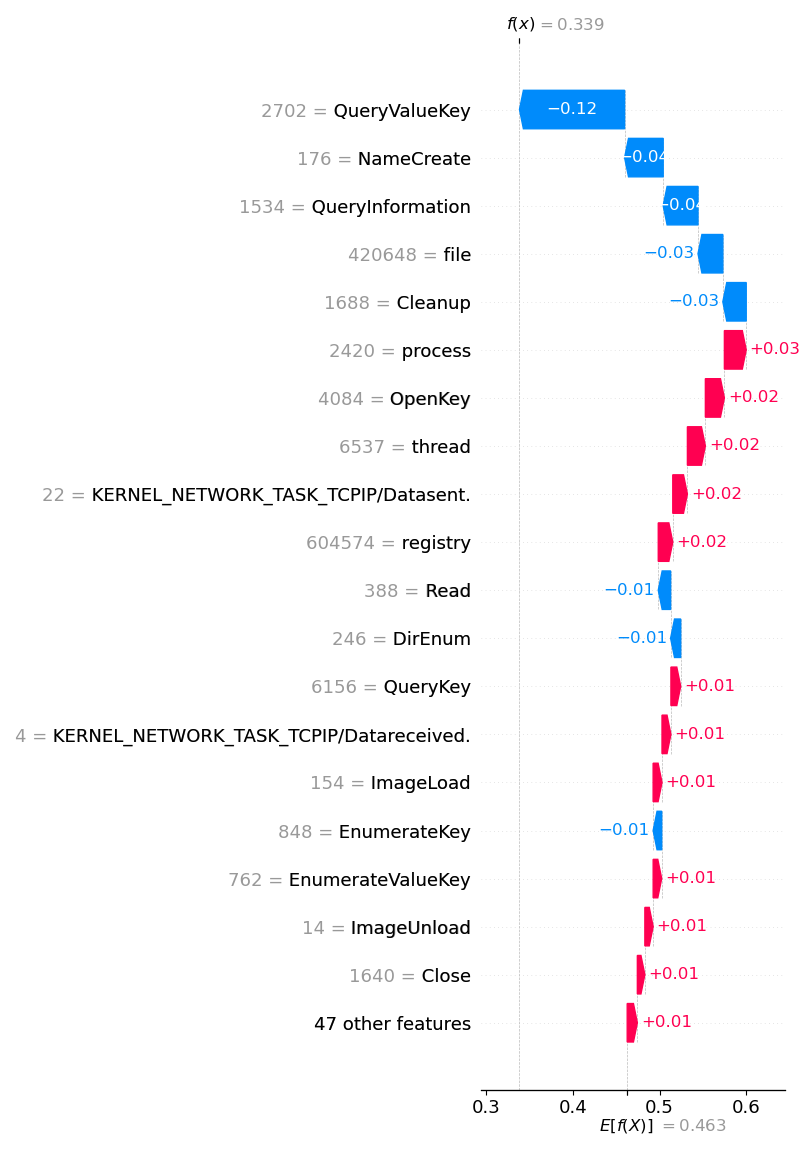 f(x) = 0.339
2702 = QueryValueKey −0.12
176 = NameCreate −0.04
1534 = QueryInformation −0.04
420648 = file −0.03
1688 = Cleanup −0.03
2420 = process +0.03
4084 = OpenKey +0.02
6537 = thread +0.02
22 = KERNEL_NETWORK_TASK_TCPIP/Datasent. +0.02
604574 = registry +0.02
388 = Read −0.01
246 = DirEnum −0.01
6156 = QueryKey +0.01
4 = KERNEL_NETWORK_TASK_TCPIP/Datareceived. +0.01
154 = ImageLoad +0.01
848 = EnumerateKey −0.01
762 = EnumerateValueKey +0.01
14 = ImageUnload +0.01
1640 = Close +0.01
47 other features +0.01
0.3 0.4 0.5 0.6
E[f(X)] = 0.463